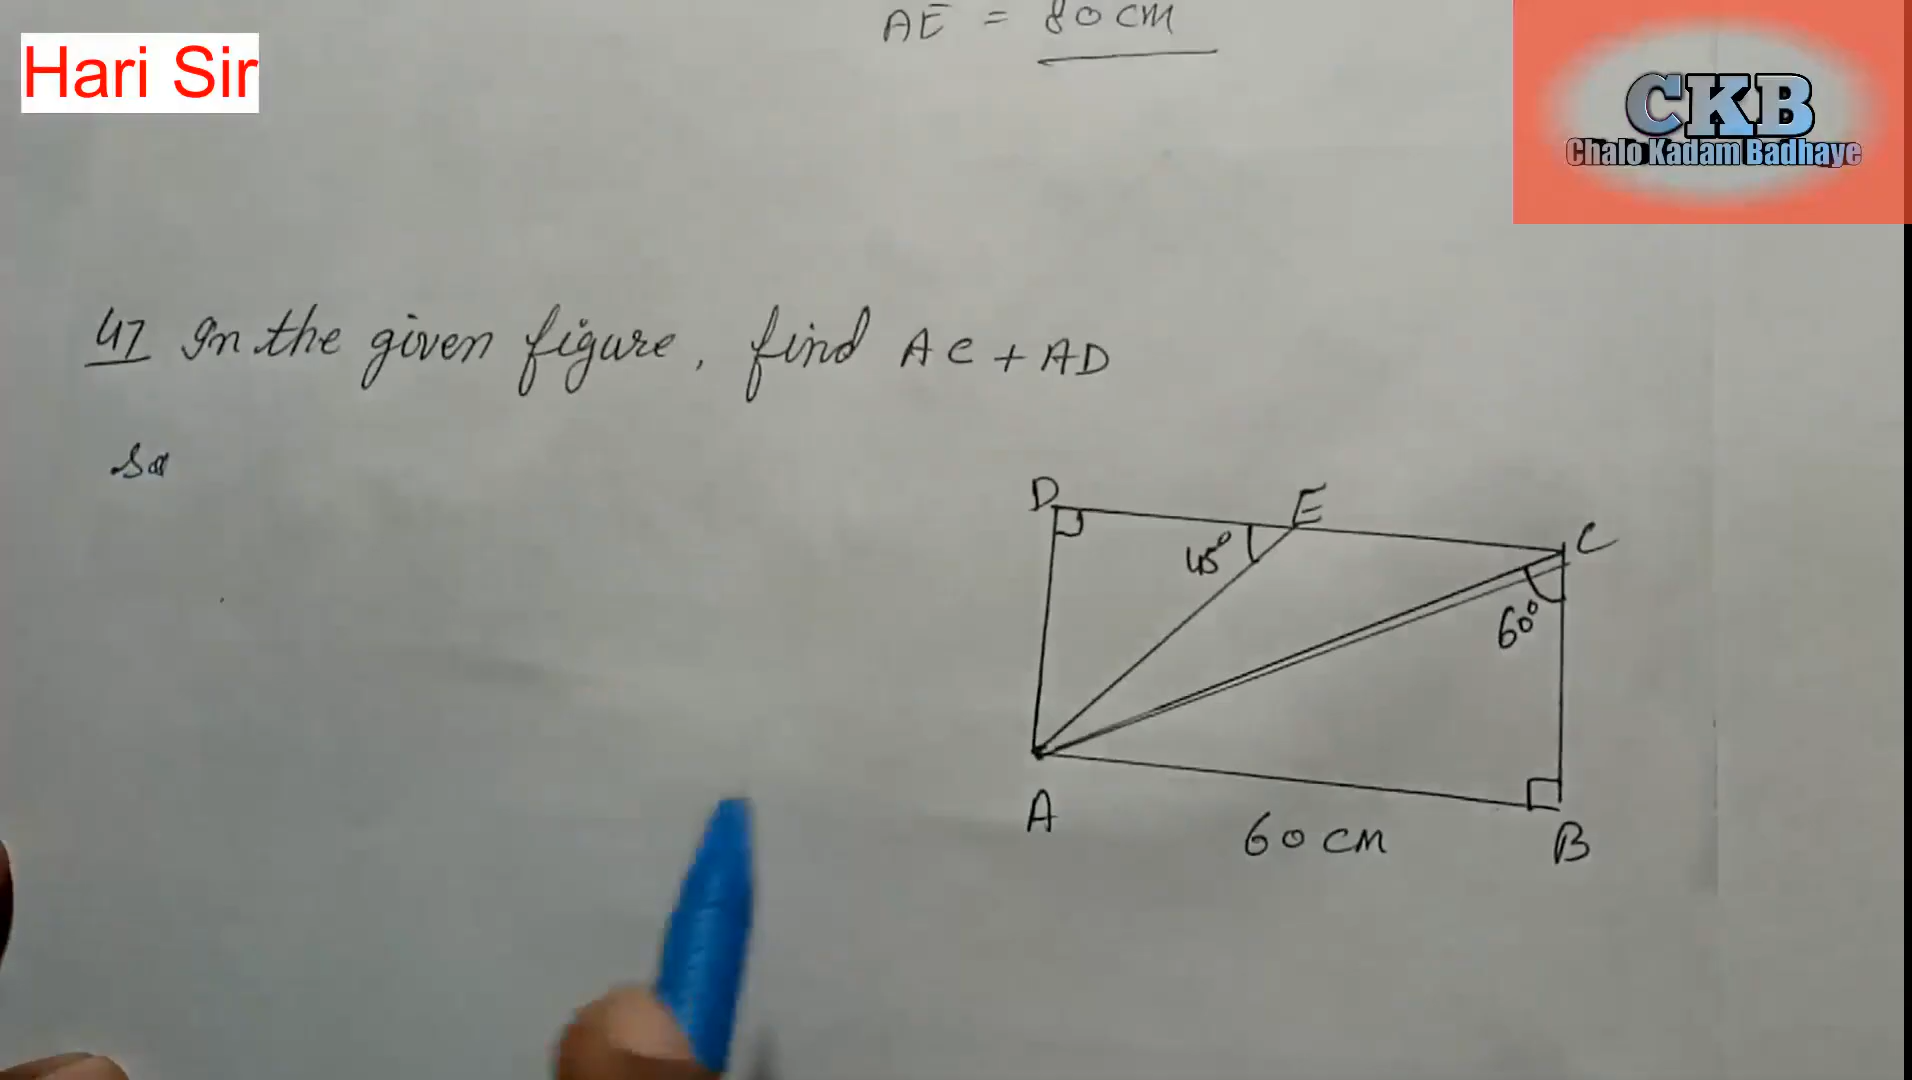 AE = 80 cm
Hari Sir
CKB
Chalo Kadam Badhaye
47 In the given figure, find AC + AD
So
D
E
C
45°
60°
A
60 cm
B